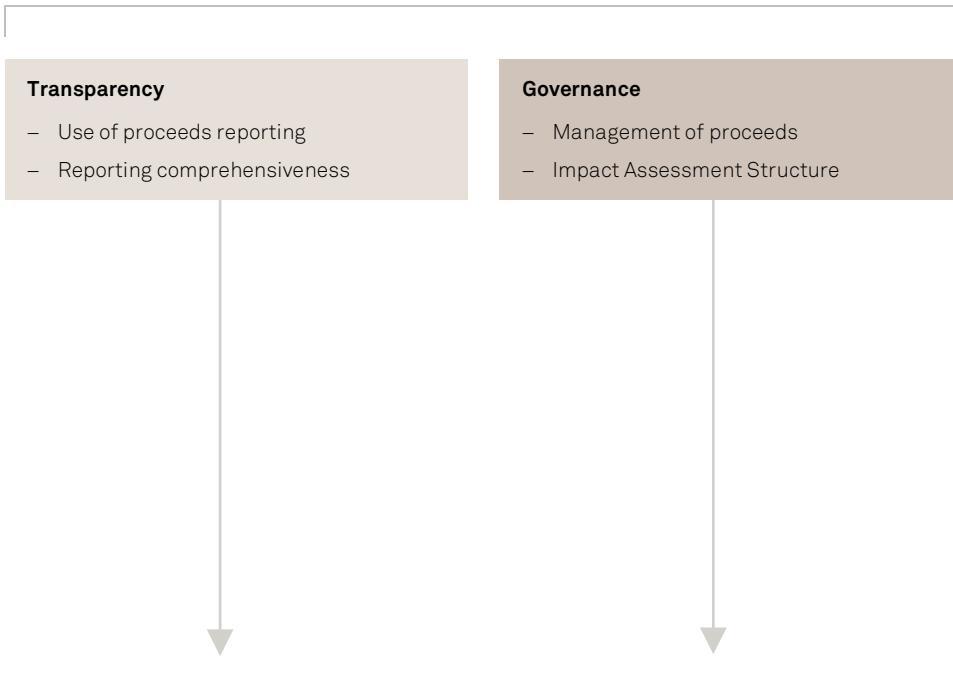 Transparency
– Use of proceeds reporting
– Reporting comprehensiveness
Governance
– Management of proceeds
– Impact Assessment Structure